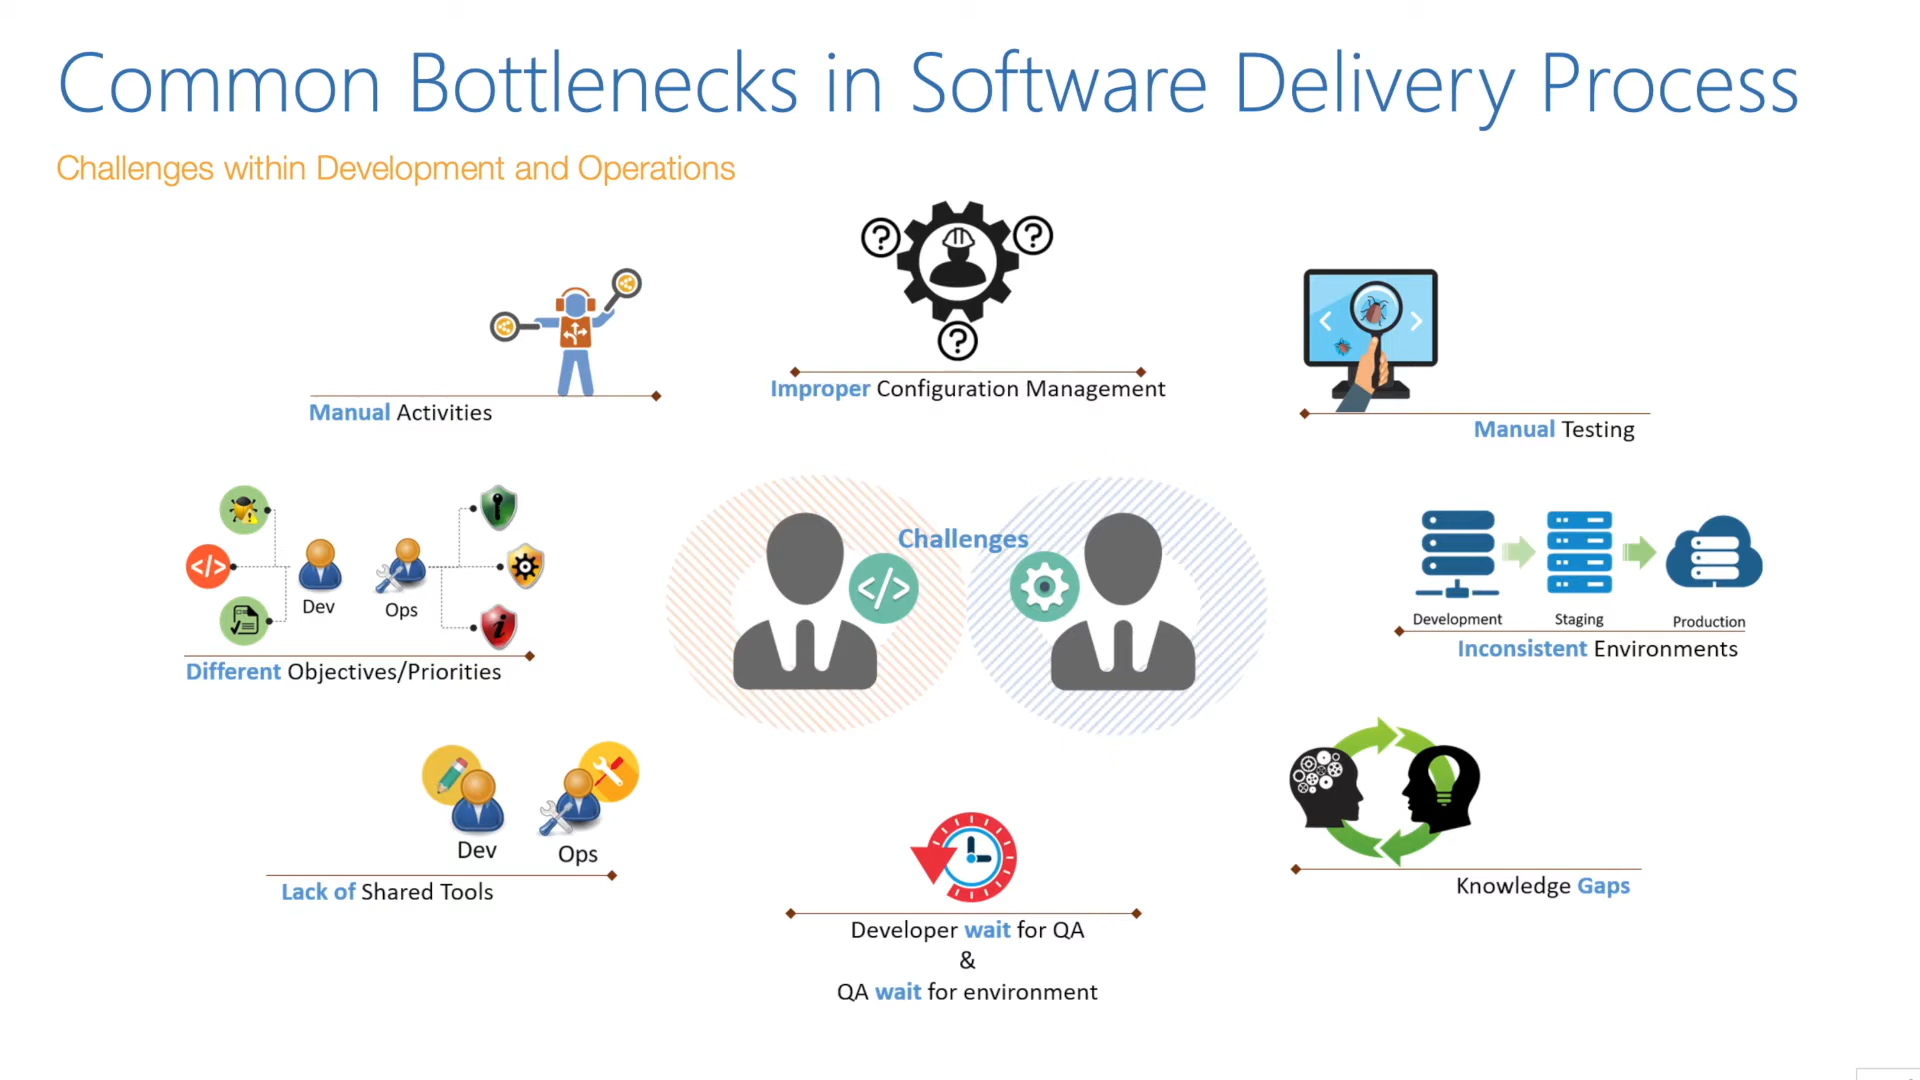 Common Bottlenecks in Software Delivery Process
Challenges within Development and Operations
?
?
?
Manual Activities
Improper Configuration Management
Manual Testing
</>
Dev
Ops
i
Different Objectives/Priorities
Challenges
</>
Development
Staging
Production
Inconsistent Environments
Dev
Ops
Lack of Shared Tools
Developer wait for QA
&
QA wait for environment
Knowledge Gaps